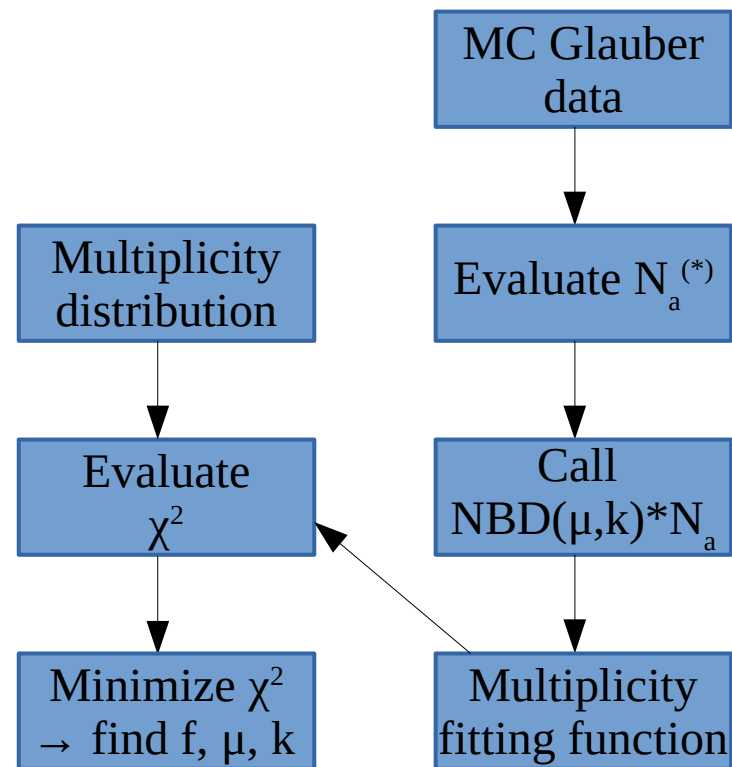 MC Glauber
data
Multiplicity
distribution
Evaluate Nₐ⁽*⁾
Evaluate
χ²
Call
NBD(μ,k)*Nₐ
Minimize χ²
→ find f, μ, k
Multiplicity
fitting function